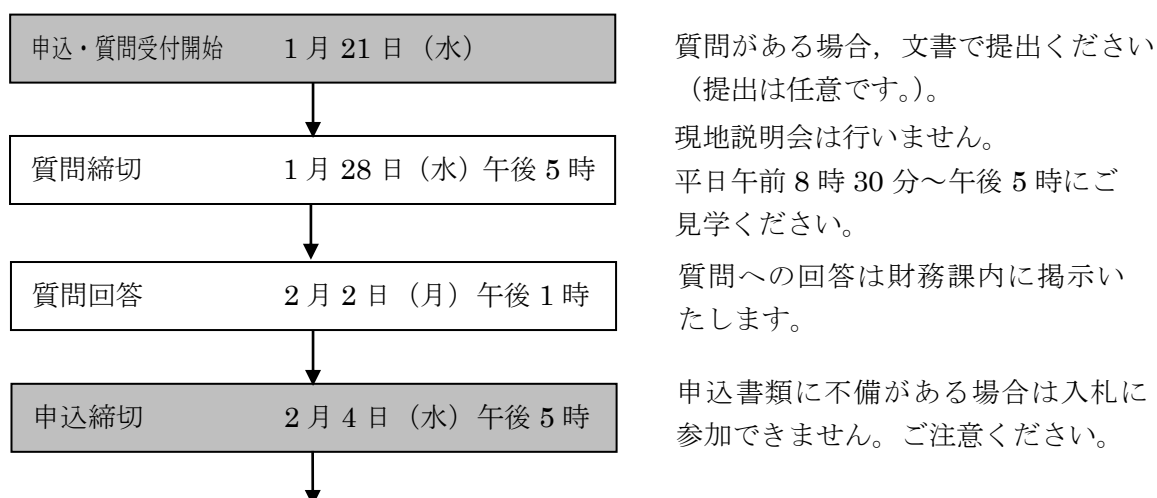 申込・質問受付開始 1月21日（水）
質問がある場合，文書で提出ください
（提出は任意です。）。
質問締切 1月28日（水）午後5時
現地説明会は行いません。
平日午前8時30分～午後5時にご
見学ください。
質問回答 2月2日（月）午後1時
質問への回答は財務課内に掲示い
たします。
申込締切 2月4日（水）午後5時
申込書類に不備がある場合は入札に
参加できません。ご注意ください。